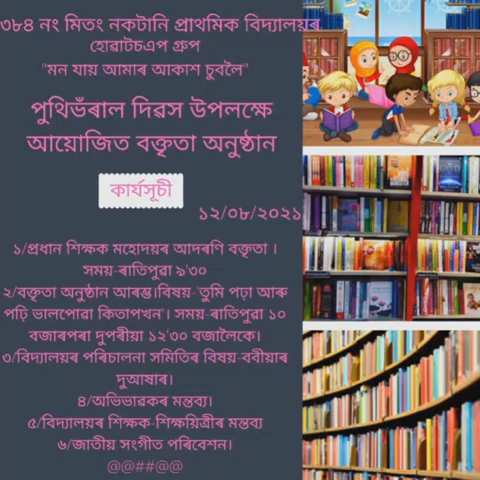 ৩৮৪ নং মিতং নকটানি প্ৰাথমিক বিদ্যালয়ৰ
হোৱাটচএপ গ্ৰুপ
"মন যায় আমাৰ আকাশ চুবলৈ"
পুথিভঁৰাল দিৱস উপলক্ষে
আয়োজিত বক্তৃতা অনুষ্ঠান
কাৰ্যসূচী
১২/০৮/২০২১
১/প্ৰধান শিক্ষক মহোদয়ৰ আদৰণি বক্তৃতা ।
সময়-ৰাতিপুৱা ৯'৩০
২/বক্তৃতা অনুষ্ঠান আৰম্ভ।বিষয়-'তুমি পঢ়া আৰু
পঢ়ি ভালপোৱা কিতাপখন'। সময়-ৰাতিপুৱা ১০
বজাৰপৰা দুপৰীয়া ১২'৩০ বজালৈকে।
৩/বিদ্যালয়ৰ পৰিচালনা সমিতিৰ বিষয়-ববীয়াৰ
দুআষাৰ।
৪/অভিভাৱকৰ মন্তব্য।
৫/বিদ্যালয়ৰ শিক্ষক-শিক্ষয়িত্ৰীৰ মন্তব্য
৬/জাতীয় সংগীত পৰিবেশন।
@@##@@